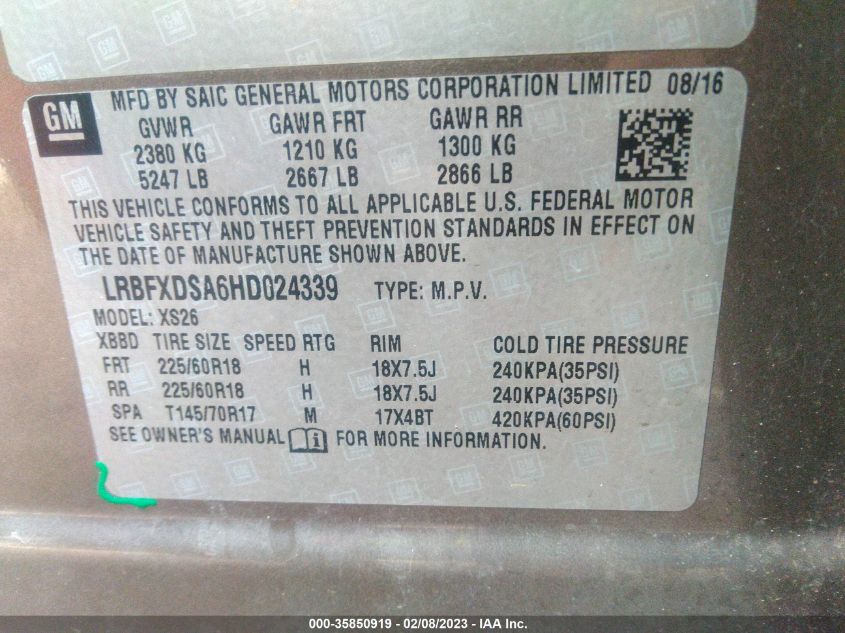 GM
MFD BY SAIC GENERAL MOTORS CORPORATION LIMITED 08/16
GVWR GAWR FRT GAWR RR
2380 KG 1210 KG 1300 KG
5247 LB 2667 LB 2866 LB
THIS VEHICLE CONFORMS TO ALL APPLICABLE U.S. FEDERAL MOTOR
VEHICLE SAFETY AND THEFT PREVENTION STANDARDS IN EFFECT ON
THE DATE OF MANUFACTURE SHOWN ABOVE.
LRBFXDSA6HD024339 TYPE: M.P.V.
MODEL: XS26
XBBD TIRE SIZE SPEED RTG RIM COLD TIRE PRESSURE
FRT 225/60R18 H 18X7.5J 240KPA(35PSI)
RR 225/60R18 H 18X7.5J 240KPA(35PSI)
SPA T145/70R17 M 17X4BT 420KPA(60PSI)
SEE OWNER'S MANUAL i FOR MORE INFORMATION.
000-35850919 - 02/08/2023 - IAA Inc.